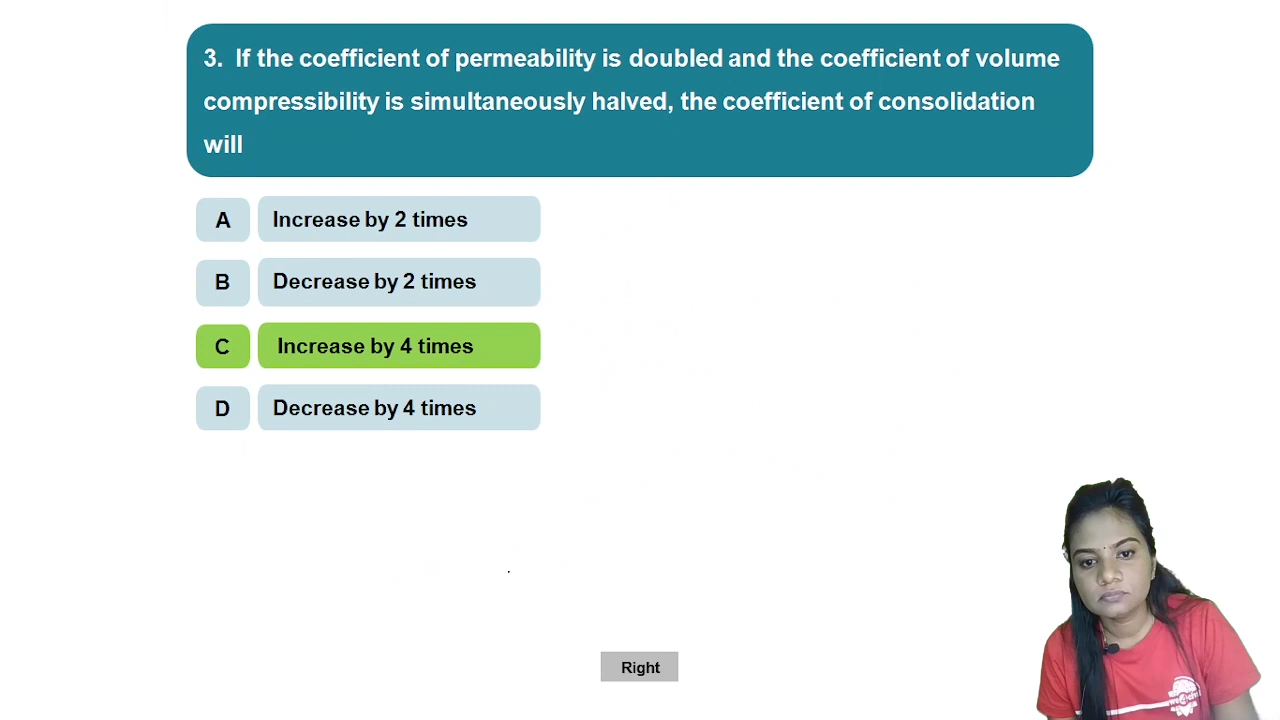 3. If the coefficient of permeability is doubled and the coefficient of volume
compressibility is simultaneously halved, the coefficient of consolidation
will
A Increase by 2 times
B Decrease by 2 times
C Increase by 4 times
D Decrease by 4 times
Right